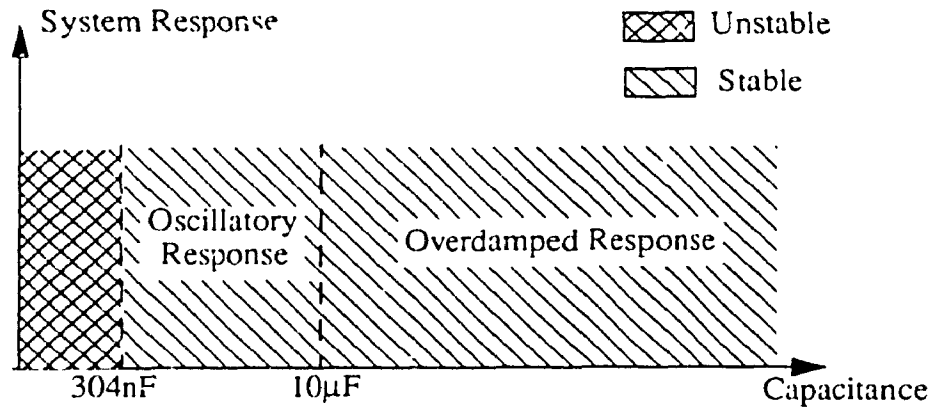 System Response
Unstable
Stable
Oscillatory
Response
Overdamped Response
304nF
10µF
Capacitance